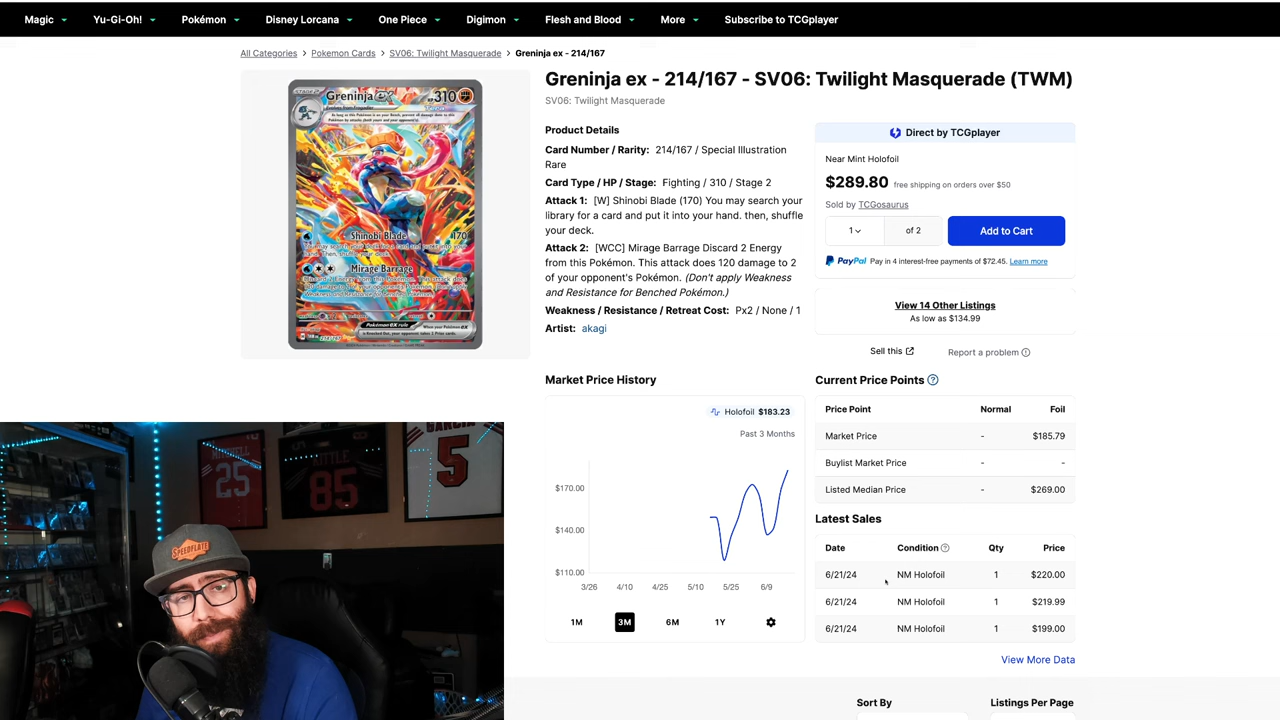 Magic Yu-Gi-Oh! Pokémon Disney Lorcana One Piece Digimon Flesh and Blood More Subscribe to TCGplayer
All Categories > Pokemon Cards > SV06: Twilight Masquerade > Greninja ex - 214/167
Greninja ex - 214/167 - SV06: Twilight Masquerade (TWM)
SV06: Twilight Masquerade
Greninja ex 310
Shinobi Blade 170
Mirage Barrage
Pokémon ex rule
Product Details
Card Number / Rarity: 214/167 / Special Illustration
Rare
Card Type / HP / Stage: Fighting / 310 / Stage 2
Attack 1: [W] Shinobi Blade (170) You may search your
library for a card and put it into your hand. then, shuffle
your deck.
Attack 2: [WCC] Mirage Barrage Discard 2 Energy
from this Pokémon. This attack does 120 damage to 2
of your opponent's Pokémon. (Don't apply Weakness
and Resistance for Benched Pokémon.)
Weakness / Resistance / Retreat Cost: Px2 / None / 1
Artist: akagi
Direct by TCGplayer
Near Mint Holofoil
$289.80 free shipping on orders over $50
Sold by TCGosaurus
1 of 2 Add to Cart
PayPal Pay in 4 interest-free payments of $72.45. Learn more
View 14 Other Listings
As low as $134.99
Sell this Report a problem
Market Price History
Holofoil $183.23
Past 3 Months
$170.00
$140.00
$110.00
3/26 4/10 4/25 5/10 5/25 6/9
1M 3M 6M 1Y
Current Price Points
Price Point Normal Foil
Market Price - $185.79
Buylist Market Price - -
Listed Median Price - $269.00
Latest Sales
Date Condition Qty Price
6/21/24 NM Holofoil 1 $220.00
6/21/24 NM Holofoil 1 $219.99
6/21/24 NM Holofoil 1 $199.00
View More Data
Sort By Listings Per Page
MITCHELL
25
KITTLE
85
GARCIA
5
SPEEDFLATE